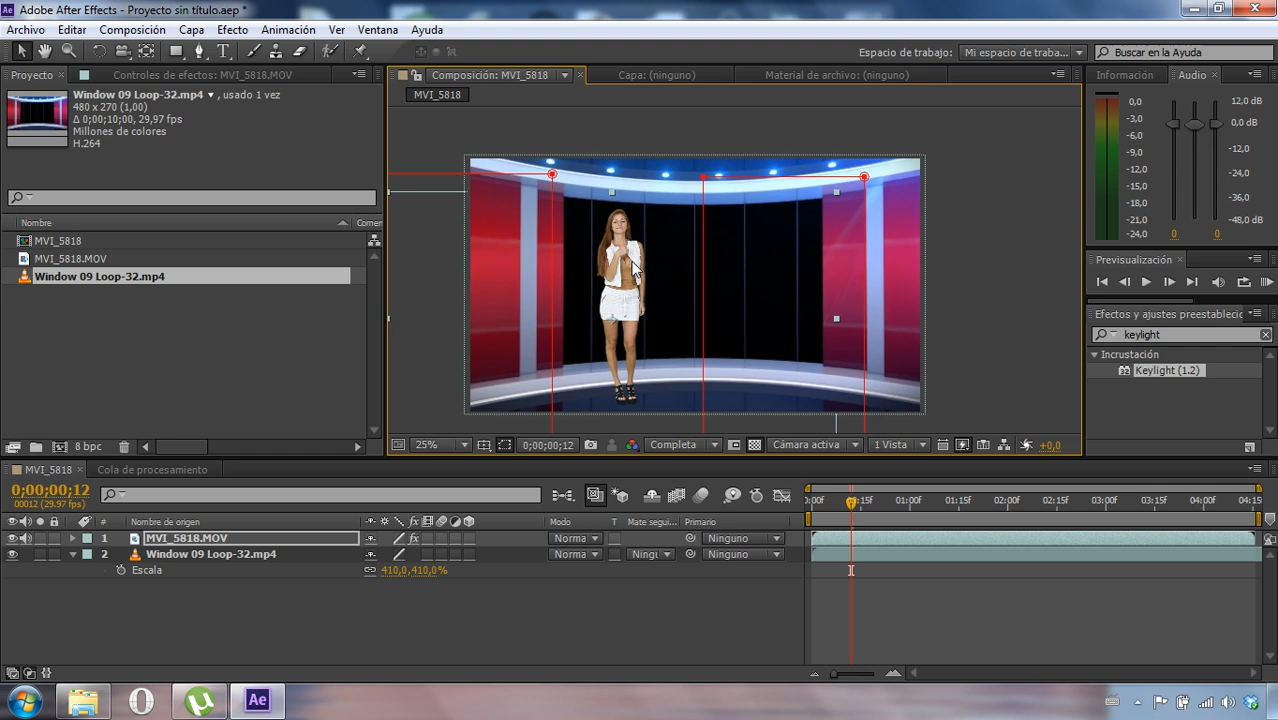 Adobe After Effects - Proyecto sin título.aep *
Archivo Editar Composición Capa Efecto Animación Ver Ventana Ayuda
Espacio de trabajo: Mi espacio de traba... Buscar en la Ayuda
Proyecto Controles de efectos: MVI_5818.MOV
Window 09 Loop-32.mp4 , usado 1 vez
480 x 270 (1,00)
Δ 0;00;10;00, 29,97 fps
Millones de colores
H.264
Nombre Comen
MVI_5818
MVI_5818.MOV
Window 09 Loop-32.mp4
8 bpc
Composición: MVI_5818 Capa: (ninguno) Material de archivo: (ninguno)
MVI_5818
25% 0;00;00;12 Completa Cámara activa 1 Vista +0,0
Información Audio
0,0
-3,0
-6,0
-9,0
-12,0
-15,0
-18,0
-21,0
-24,0
12,0 dB
0,0 dB
-12,0
-24,0
-36,0
-48,0 dB
0 0
Previsualización
Efectos y ajustes preestablecio
keylight
Incrustación
Keylight (1.2)
MVI_5818 Cola de procesamiento
0;00;00;12
00012 (29.97 fps)
# Nombre de origen Modo T Mate segui... Primario
1 MVI_5818.MOV Norma Ninguno
2 Window 09 Loop-32.mp4 Norma Ningu Ninguno
Escala 410,0,410,0%
:00f 15f 01:00f 01:15f 02:00f 02:15f 03:00f 03:15f 04:00f 04:15f
Ae